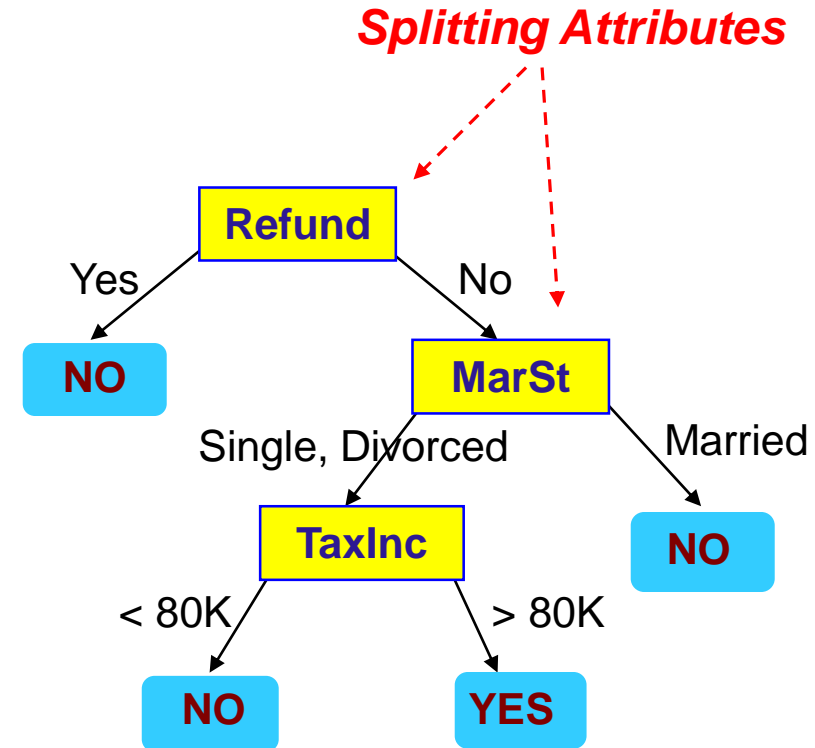 Splitting Attributes
Refund
Yes
No
NO
MarSt
Single, Divorced
Married
TaxInc
NO
< 80K
> 80K
NO
YES